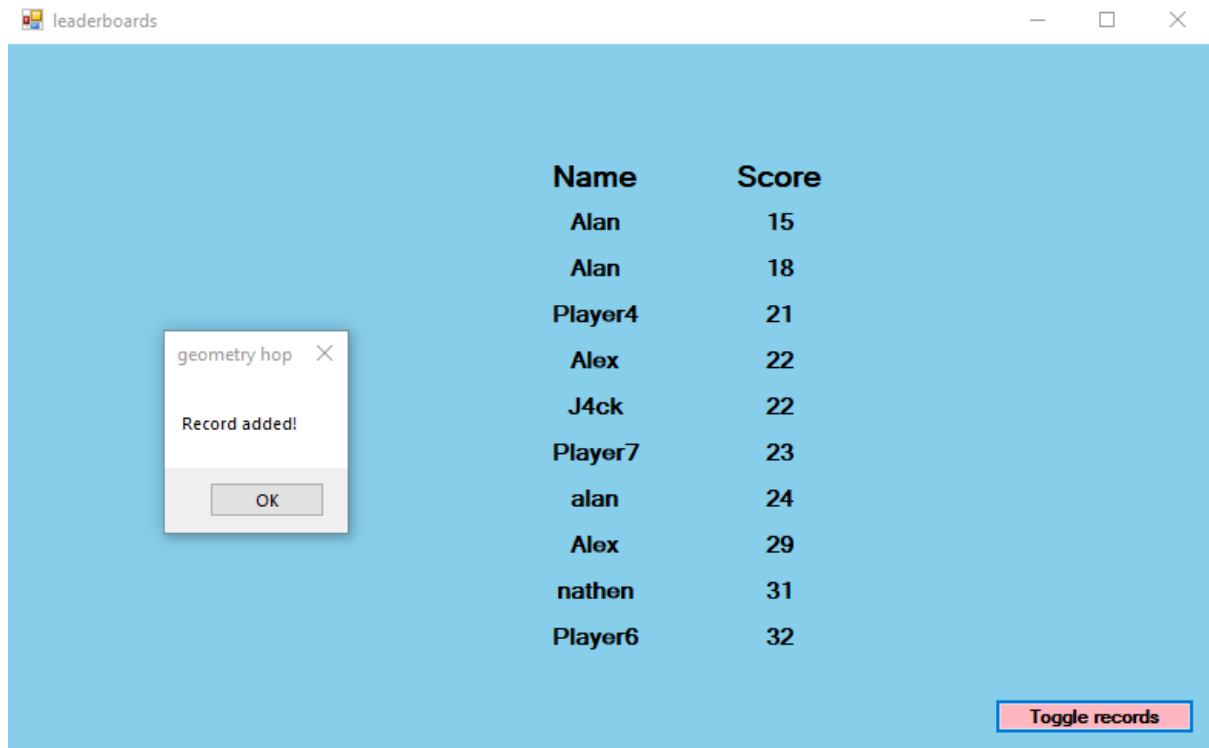 leaderboards
Name Score
Alan 15
Alan 18
Player4 21
Alex 22
J4ck 22
Player7 23
alan 24
Alex 29
nathen 31
Player6 32
geometry hop
Record added!
OK
Toggle records